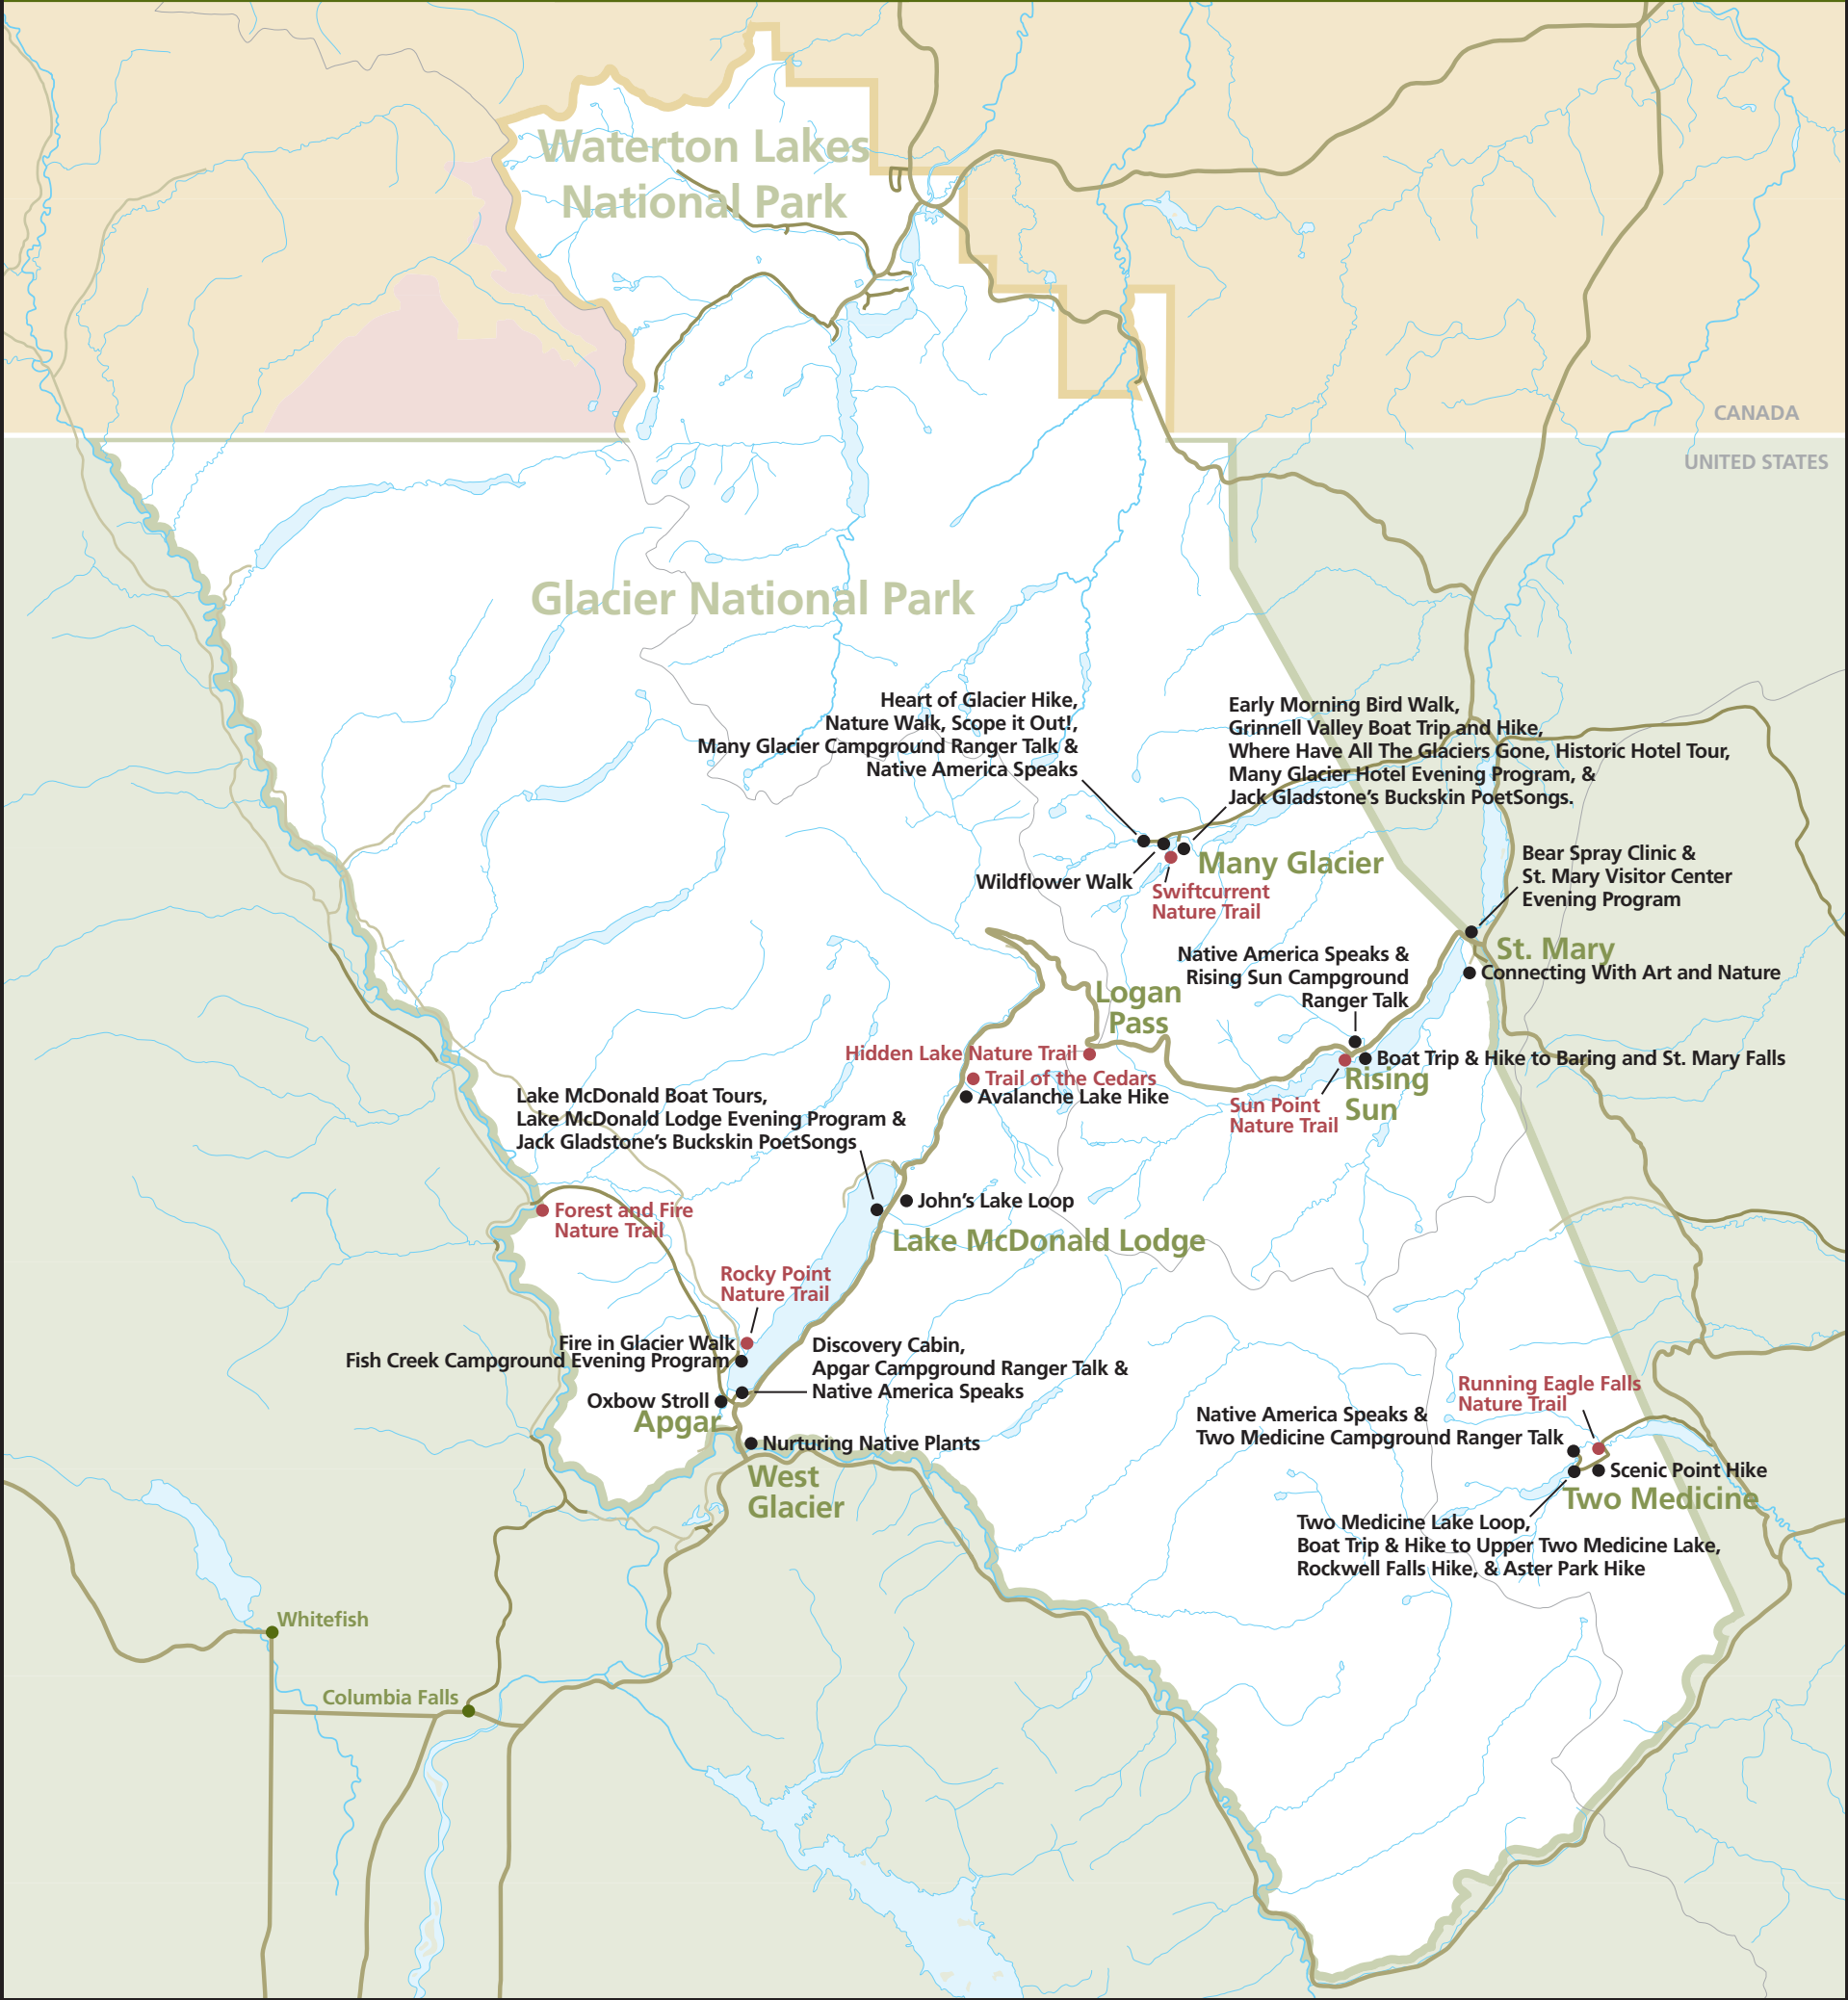 Waterton Lakes
National Park
CANADA
UNITED STATES
Glacier National Park
Heart of Glacier Hike,
Nature Walk, Scope it Out!,
Many Glacier Campground Ranger Talk &
Native America Speaks
Early Morning Bird Walk,
Grinnell Valley Boat Trip and Hike,
Where Have All The Glaciers Gone, Historic Hotel Tour,
Many Glacier Hotel Evening Program, &
Jack Gladstone’s Buckskin PoetSongs.
Many Glacier
Wildflower Walk
Swiftcurrent
Nature Trail
Bear Spray Clinic &
St. Mary Visitor Center
Evening Program
St. Mary
Connecting With Art and Nature
Native America Speaks &
Rising Sun Campground
Ranger Talk
Logan
Pass
Hidden Lake Nature Trail
Trail of the Cedars
Avalanche Lake Hike
Boat Trip & Hike to Baring and St. Mary Falls
Rising
Sun
Sun Point
Nature Trail
Lake McDonald Boat Tours,
Lake McDonald Lodge Evening Program &
Jack Gladstone’s Buckskin PoetSongs
John’s Lake Loop
Lake McDonald Lodge
Forest and Fire
Nature Trail
Rocky Point
Nature Trail
Fire in Glacier Walk
Fish Creek Campground Evening Program
Discovery Cabin,
Apgar Campground Ranger Talk &
Native America Speaks
Oxbow Stroll
Apgar
Nurturing Native Plants
West
Glacier
Running Eagle Falls
Nature Trail
Native America Speaks &
Two Medicine Campground Ranger Talk
Scenic Point Hike
Two Medicine
Two Medicine Lake Loop,
Boat Trip & Hike to Upper Two Medicine Lake,
Rockwell Falls Hike, & Aster Park Hike
Whitefish
Columbia Falls